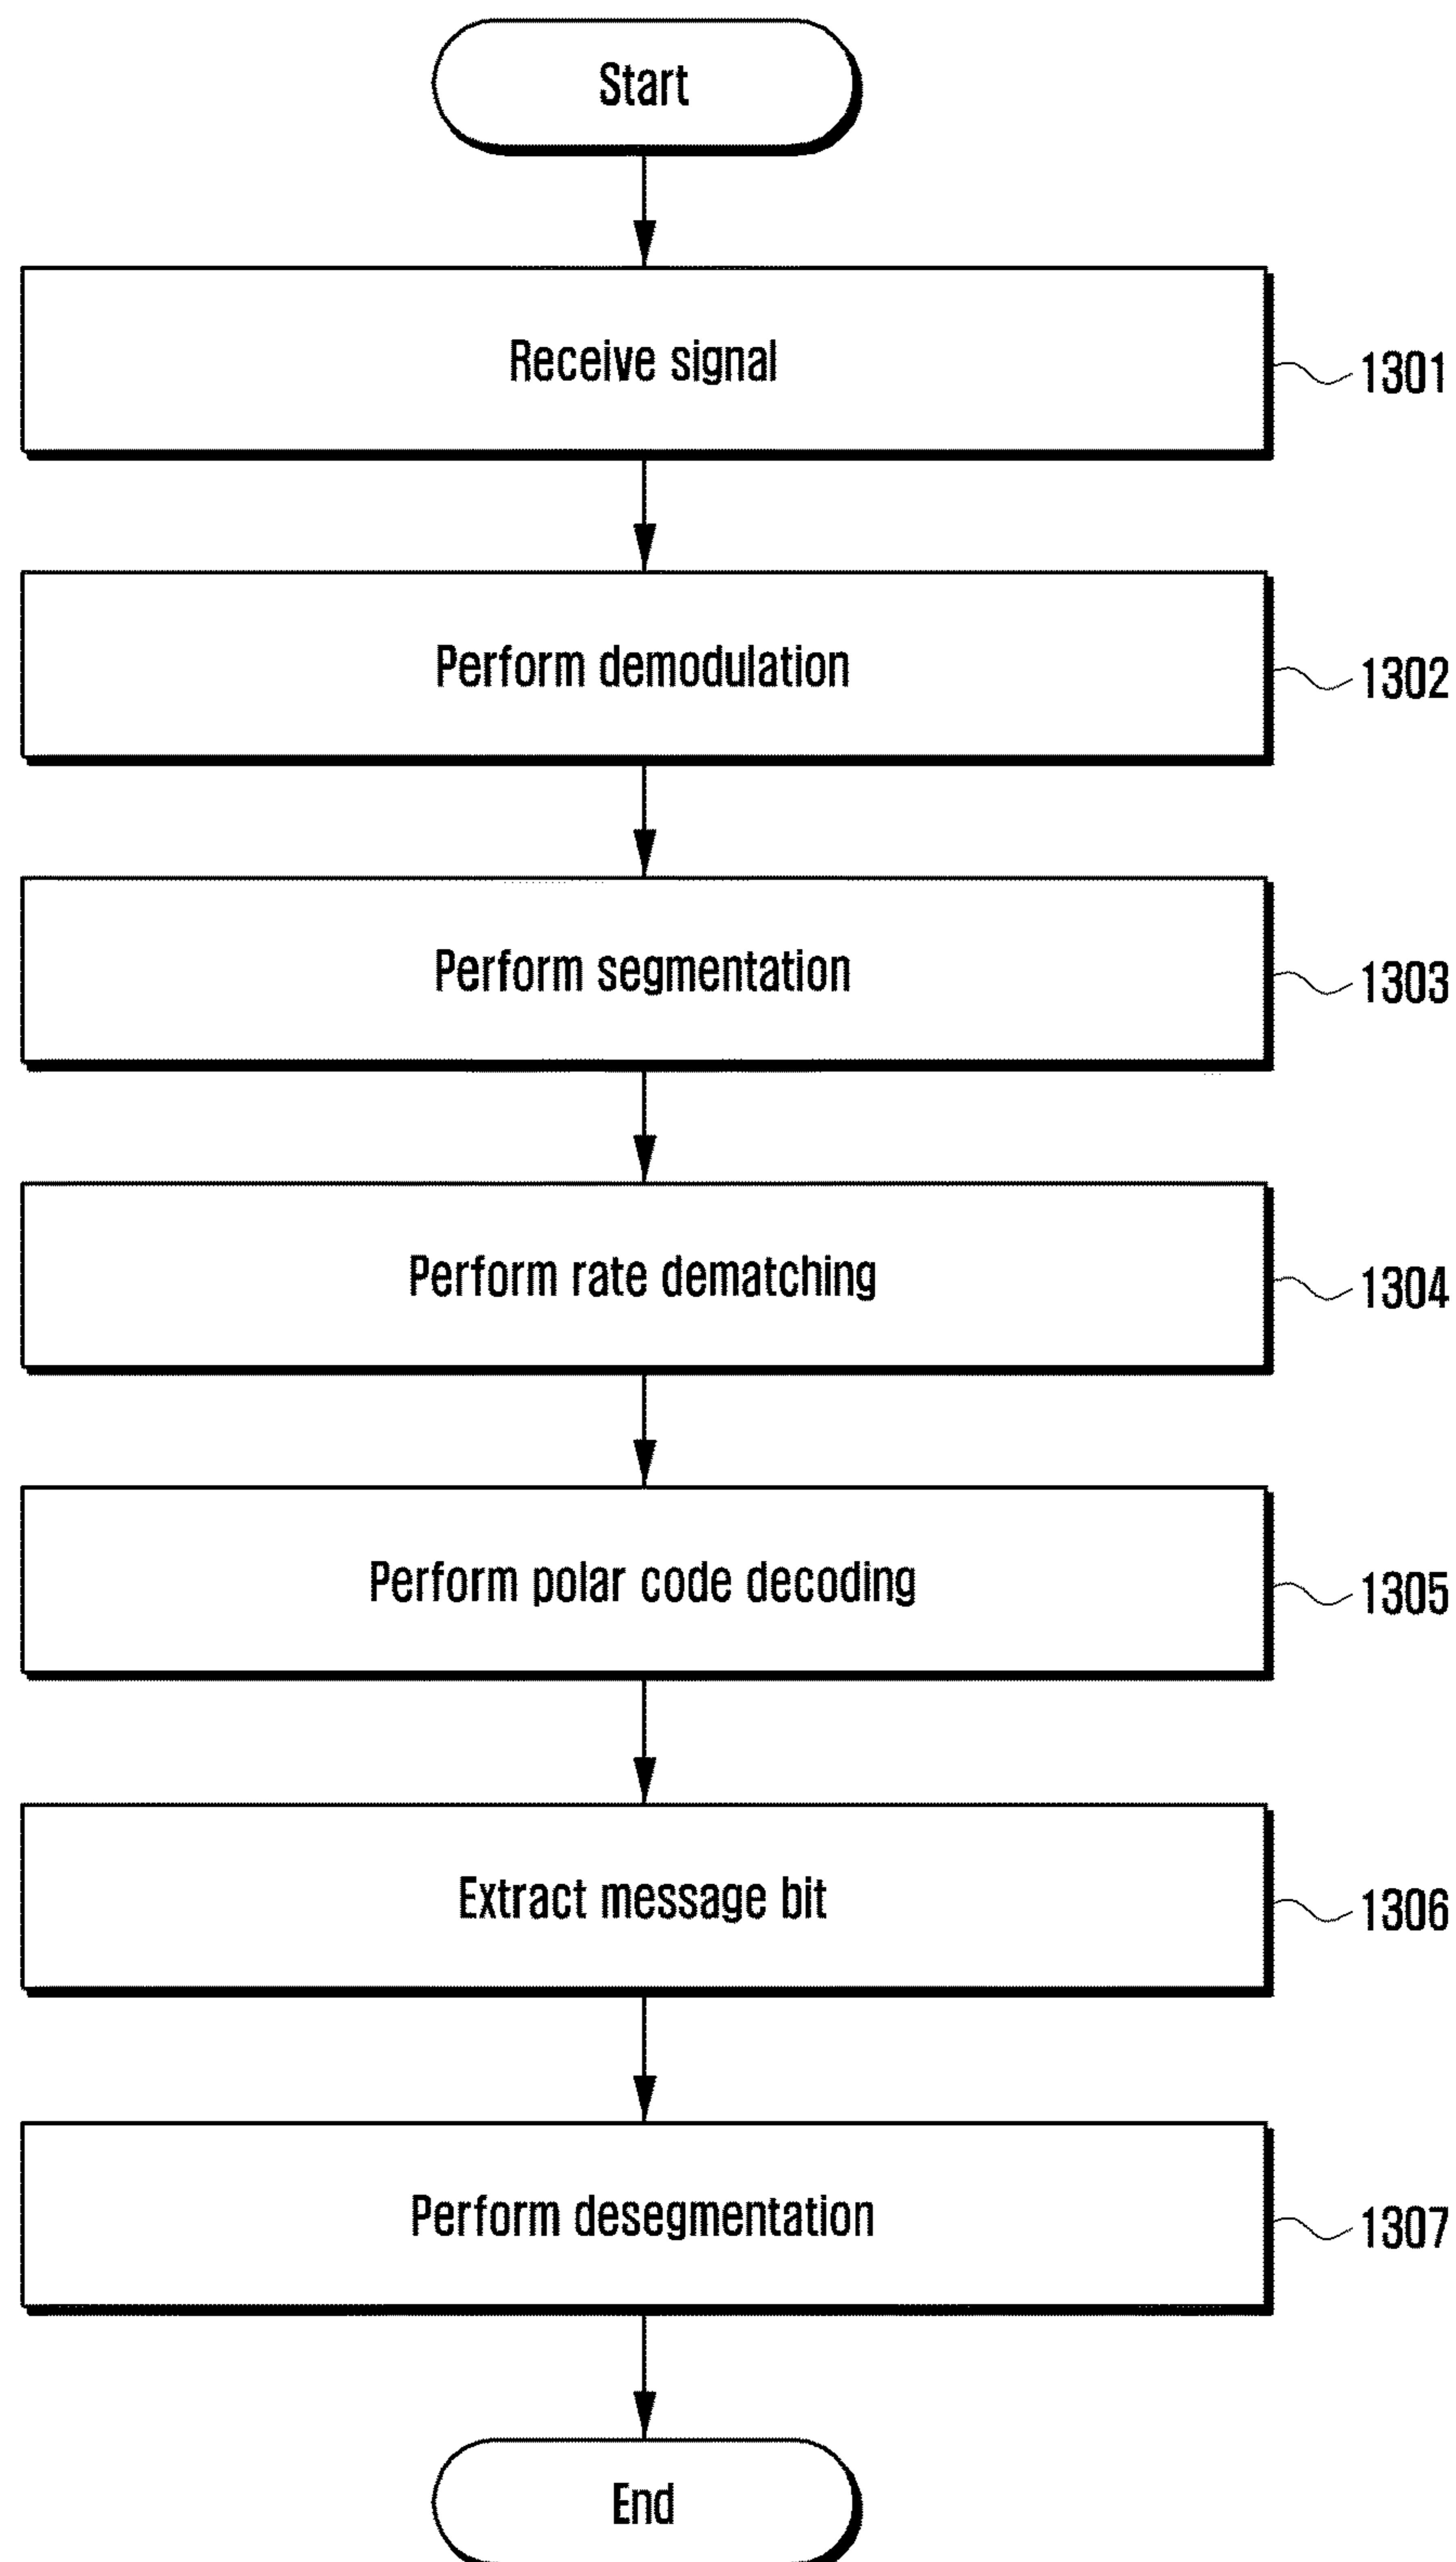 Start
Receive signal
1301
Perform demodulation
1302
Perform segmentation
1303
Perform rate dematching
1304
Perform polar code decoding
1305
Extract message bit
1306
Perform desegmentation
1307
End